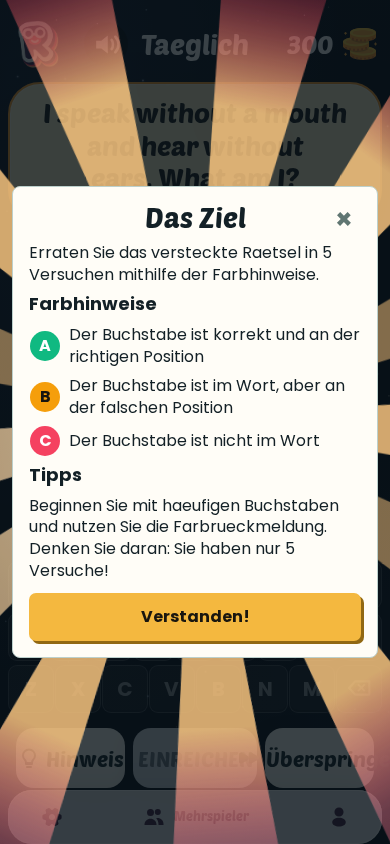 Taeglich
300
I speak without a mouth
and hear without
ears. What am I?
Das Ziel
Erraten Sie das versteckte Raetsel in 5
Versuchen mithilfe der Farbhinweise.
Farbhinweise
A Der Buchstabe ist korrekt und an der
richtigen Position
B Der Buchstabe ist im Wort, aber an
der falschen Position
C Der Buchstabe ist nicht im Wort
Tipps
Beginnen Sie mit haeufigen Buchstaben
und nutzen Sie die Farbrueckmeldung.
Denken Sie daran: Sie haben nur 5
Versuche!
Verstanden!
Z X C V B N M
Hinweis EINREICHEN Überspring
Mehrspieler